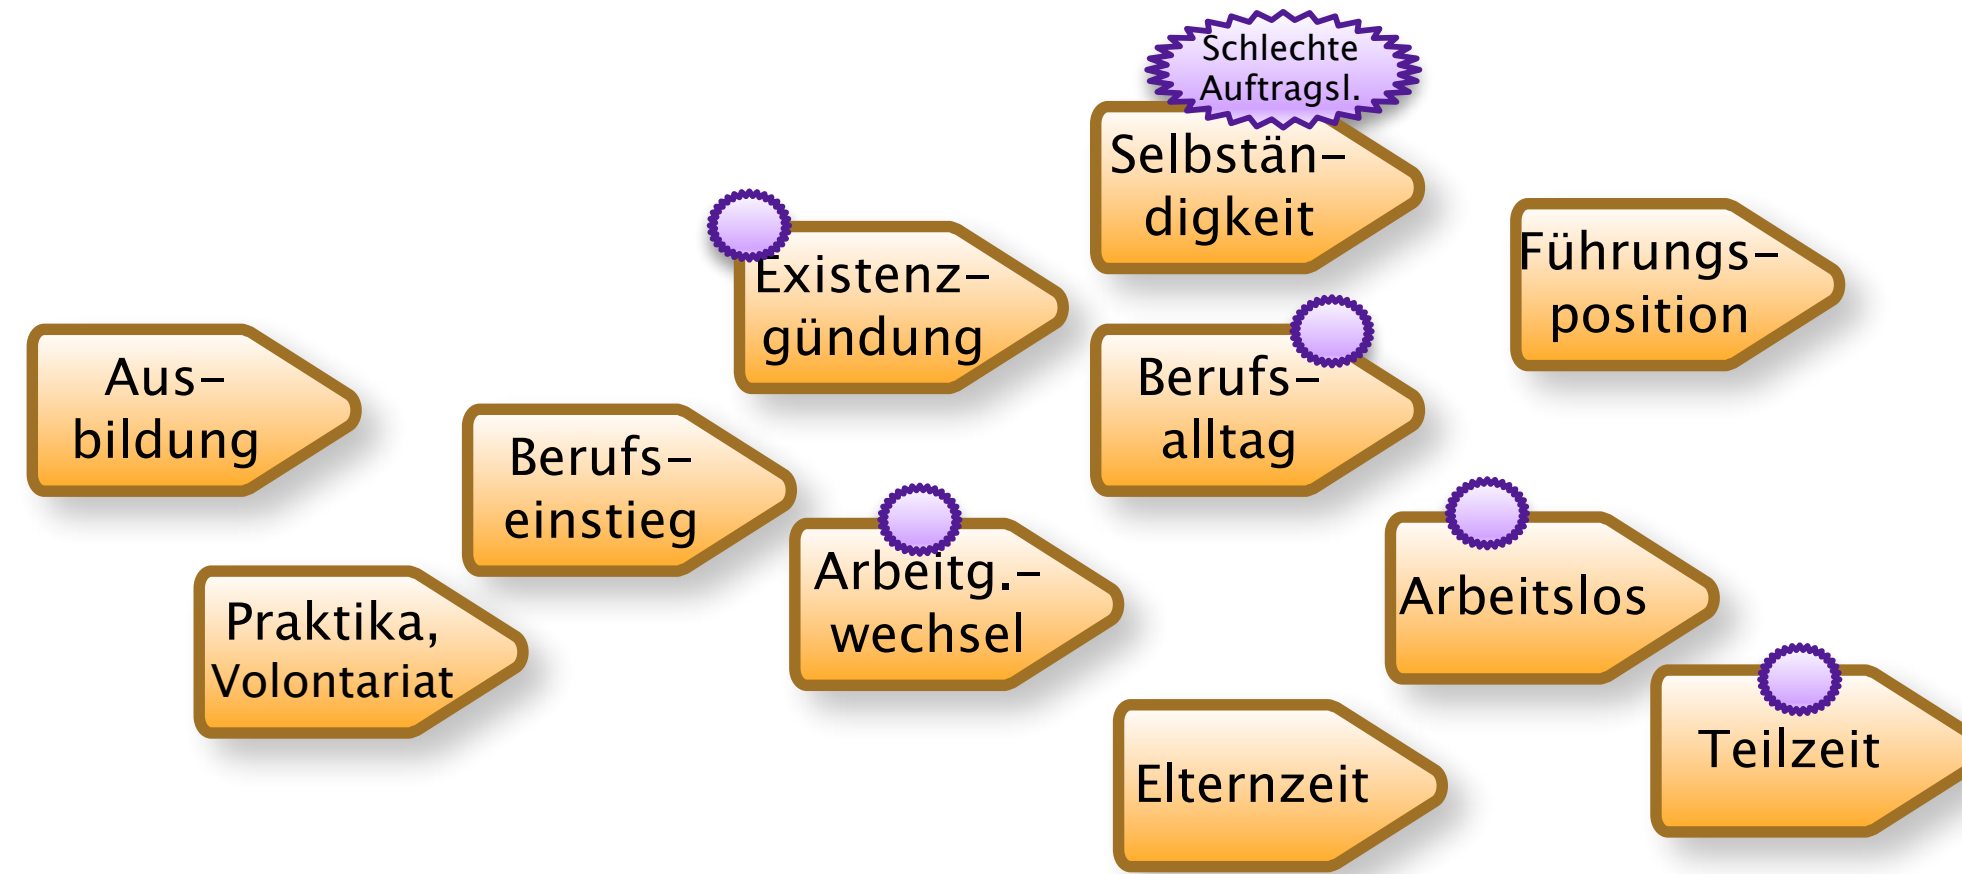 Schlechte
Auftragsl.
Selbstän-
digkeit
Existenz-
gündung
Führungs-
position
Aus-
bildung
Berufs-
alltag
Berufs-
einstieg
Arbeitg.-
wechsel
Arbeitslos
Praktika,
Volontariat
Elternzeit
Teilzeit